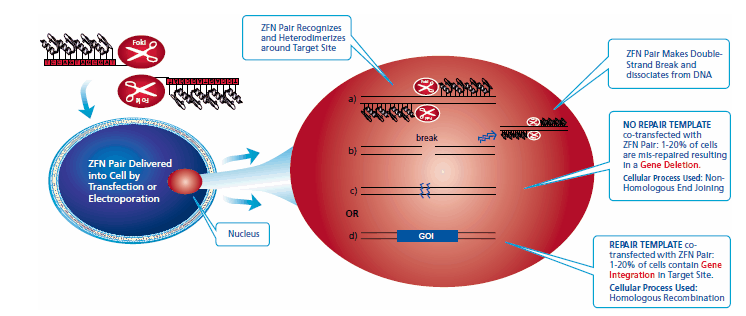 FokI
FokI
ZFN Pair Delivered
into Cell by
Transfection or
Electroporation
Nucleus
ZFN Pair Recognizes
and Heterodimerizes
around Target Site
a)
FokI
FokI
break
b)
c)
OR
d)
GOI
ZFN Pair Makes Double-
Strand Break and
dissociates from DNA
NO REPAIR TEMPLATE
co-transfected with
ZFN Pair: 1-20% of cells
are mis-repaired resulting
in a Gene Deletion.
Cellular Process Used: Non-
Homologous End Joining
REPAIR TEMPLATE co-
transfected with ZFN Pair:
1-20% of cells contain Gene
Integration in Target Site.
Cellular Process Used:
Homologous Recombination